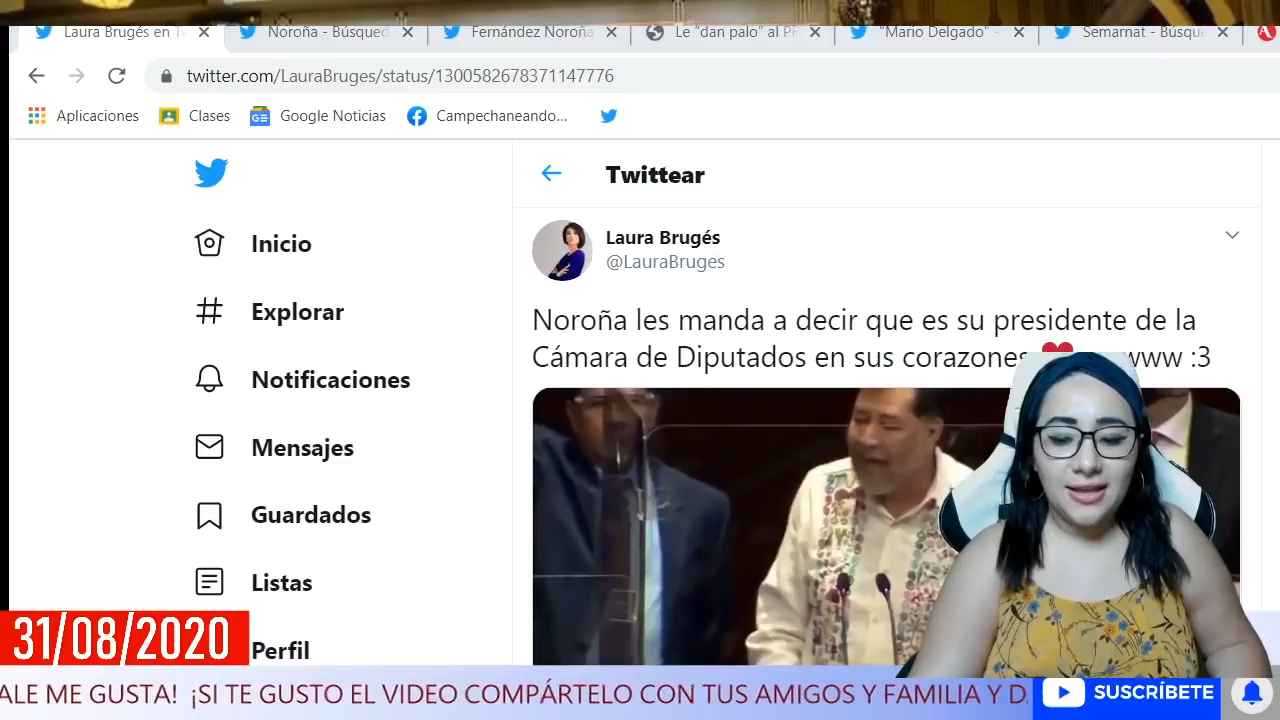 Laura Brugés en T
Noroña - Búsqued
Fernández Noroña
Le "dan palo" al P
"Mario Delgado" -
Semarnat - Búsqu
twitter.com/LauraBruges/status/1300582678371147776
Aplicaciones
Clases
Google Noticias
Campechaneando...
Twittear
Inicio
Explorar
Notificaciones
Mensajes
Guardados
Listas
Perfil
Laura Brugés
@LauraBruges
Noroña les manda a decir que es su presidente de la
Cámara de Diputados en sus corazones ❤ www :3
31/08/2020
ALE ME GUSTA! ¡SI TE GUSTO EL VIDEO COMPÁRTELO CON TUS AMIGOS Y FAMILIA Y D
SUSCRÍBETE